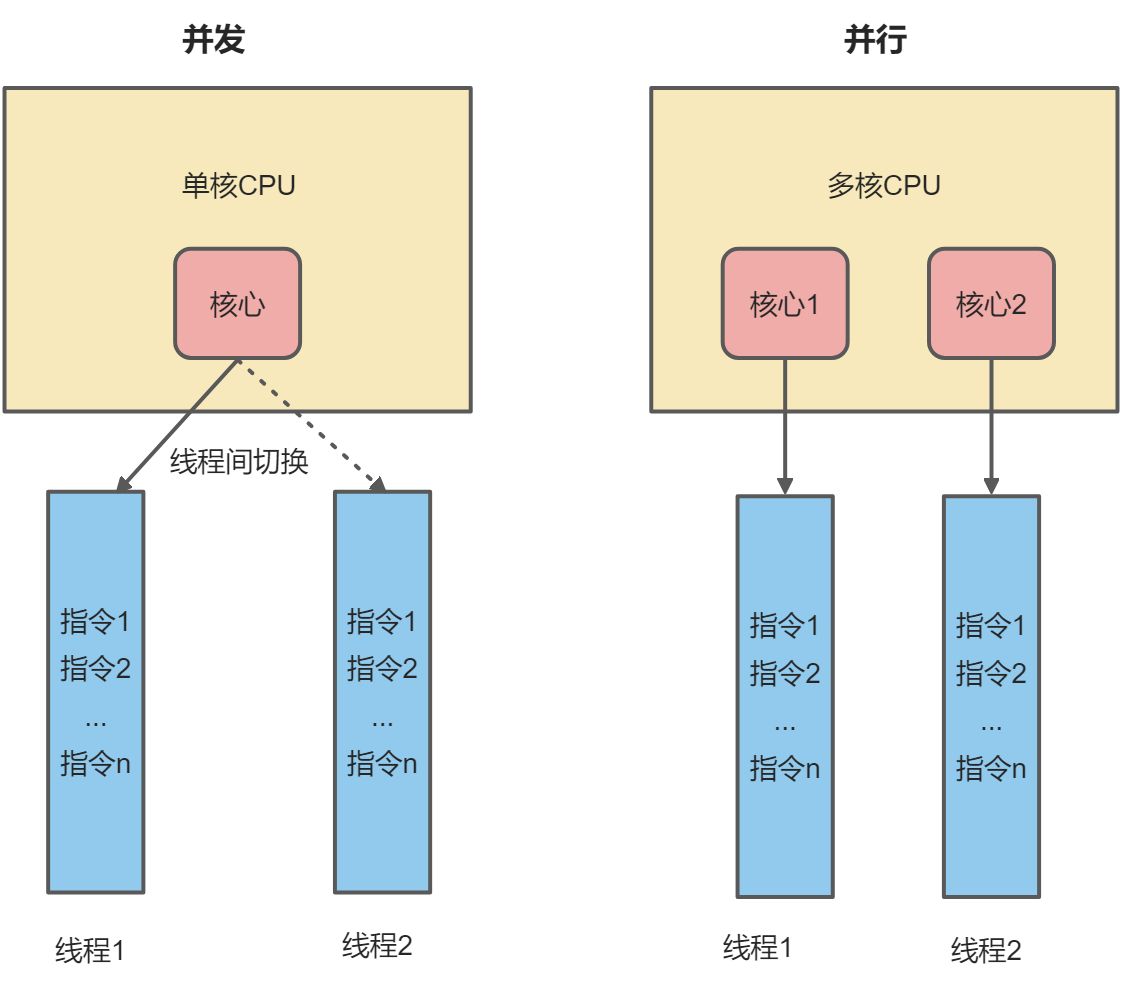 并发
单核CPU
核心
线程间切换
指令1
指令2
...
指令n
线程1
指令1
指令2
...
指令n
线程2
并行
多核CPU
核心1
核心2
指令1
指令2
...
指令n
线程1
指令1
指令2
...
指令n
线程2